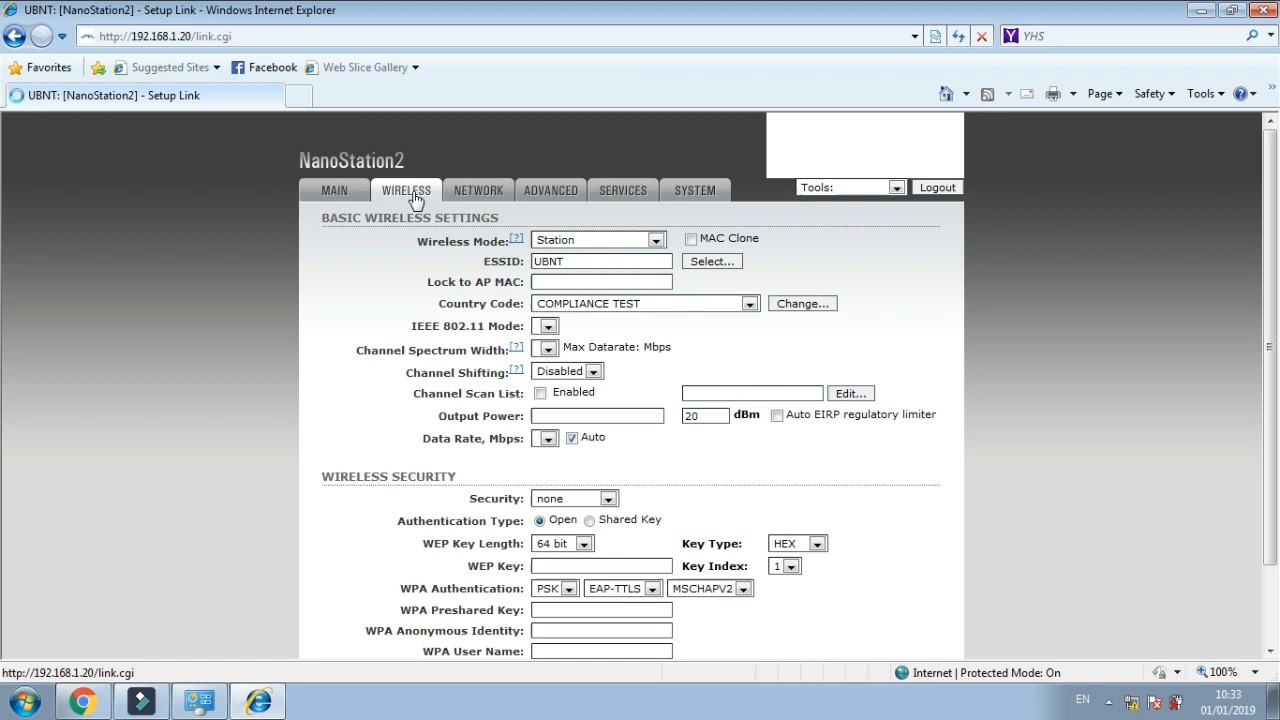 UBNT: [NanoStation2] - Setup Link - Windows Internet Explorer
http://192.168.1.20/link.cgi
YHS
Favorites Suggested Sites Facebook Web Slice Gallery
UBNT: [NanoStation2] - Setup Link
Page Safety Tools
NanoStation2
MAIN WIRELESS NETWORK ADVANCED SERVICES SYSTEM Tools: Logout
BASIC WIRELESS SETTINGS
Wireless Mode:[?] Station MAC Clone
ESSID: UBNT Select...
Lock to AP MAC:
Country Code: COMPLIANCE TEST Change...
IEEE 802.11 Mode:
Channel Spectrum Width:[?] Max Datarate: Mbps
Channel Shifting:[?] Disabled
Channel Scan List: Enabled Edit...
Output Power: 20 dBm Auto EIRP regulatory limiter
Data Rate, Mbps: Auto
WIRELESS SECURITY
Security: none
Authentication Type: Open Shared Key
WEP Key Length: 64 bit Key Type: HEX
WEP Key: Key Index: 1
WPA Authentication: PSK EAP-TTLS MSCHAPV2
WPA Preshared Key:
WPA Anonymous Identity:
WPA User Name:
http://192.168.1.20/link.cgi Internet | Protected Mode: On 100%
EN 10:33
01/01/2019